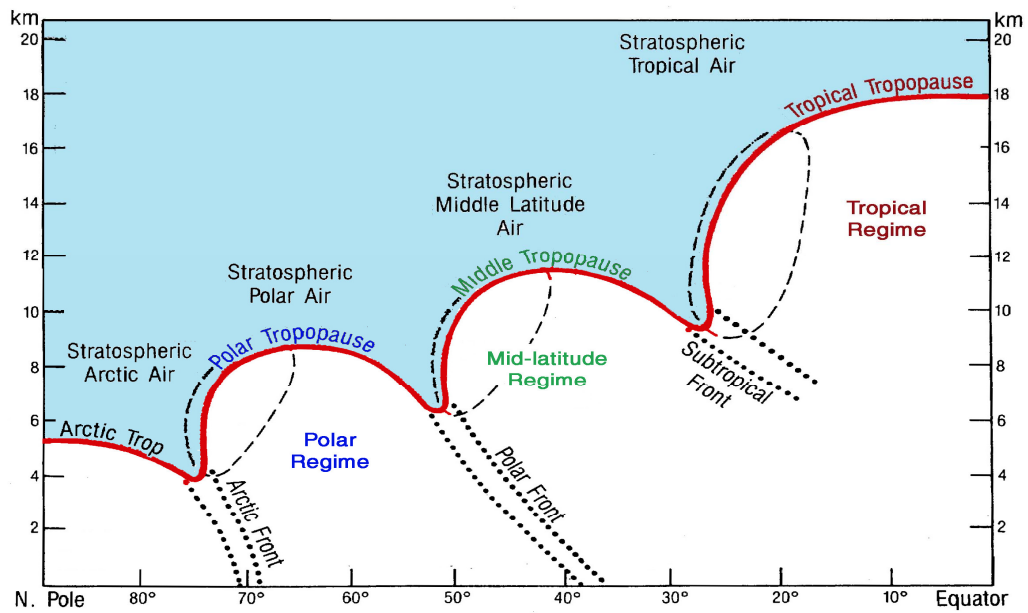 km
km
20
20
Stratospheric
Tropical Air
18
Tropical Tropopause
18
16
16
Stratospheric
Middle Latitude
Air
14
14
Tropical
Regime
12
Middle Tropopause
12
Stratospheric
Polar Air
10
10
Stratospheric
Arctic Air
Polar Tropopause
8
Mid-latitude
Regime
Subtropical
Front
8
6
Arctic Trop
6
Polar
Regime
4
Arctic Front
Polar Front
4
2
2
N. Pole
80°
70°
60°
50°
40°
30°
20°
10°
Equator